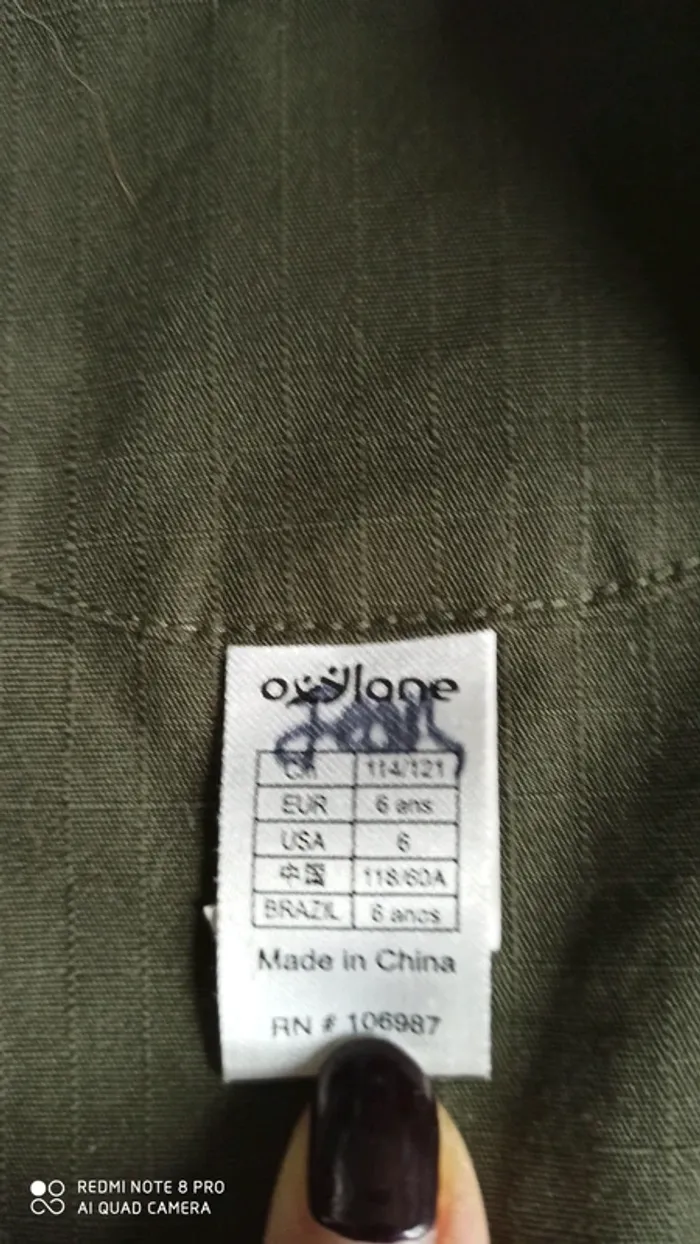 oxylane
Cm 114/121
EUR 6 ans
USA 6
中国 118/60A
BRAZIL 6 anos
Made in China
RN # 106987
REDMI NOTE 8 PRO
AI QUAD CAMERA